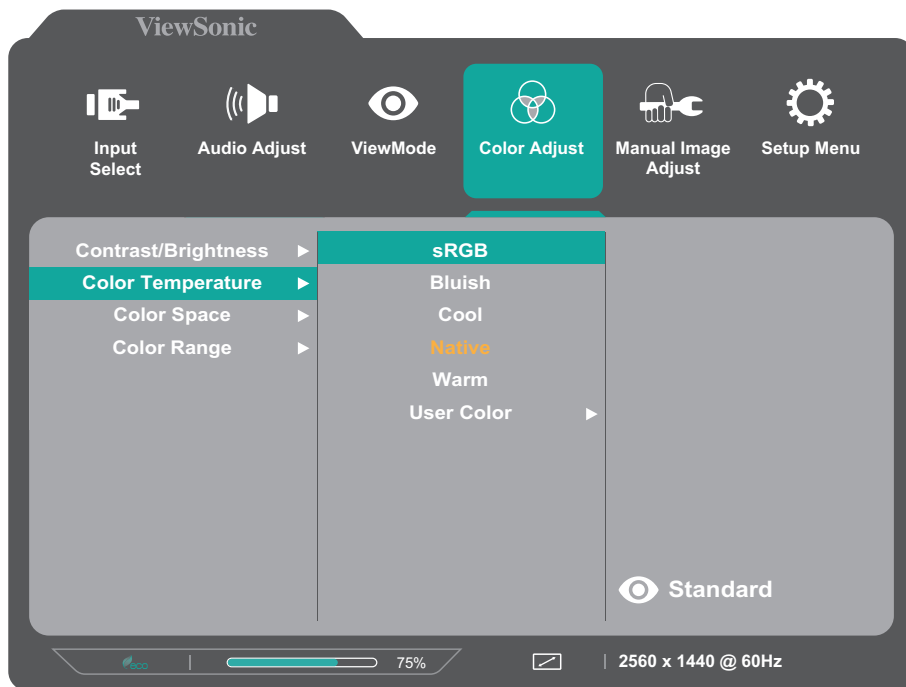 ViewSonic
Input
Select
Audio Adjust
ViewMode
Color Adjust
Manual Image
Adjust
Setup Menu
Contrast/Brightness
Color Temperature
Color Space
Color Range
sRGB
Bluish
Cool
Native
Warm
User Color
Standard
eco
75%
2560 x 1440 @ 60Hz